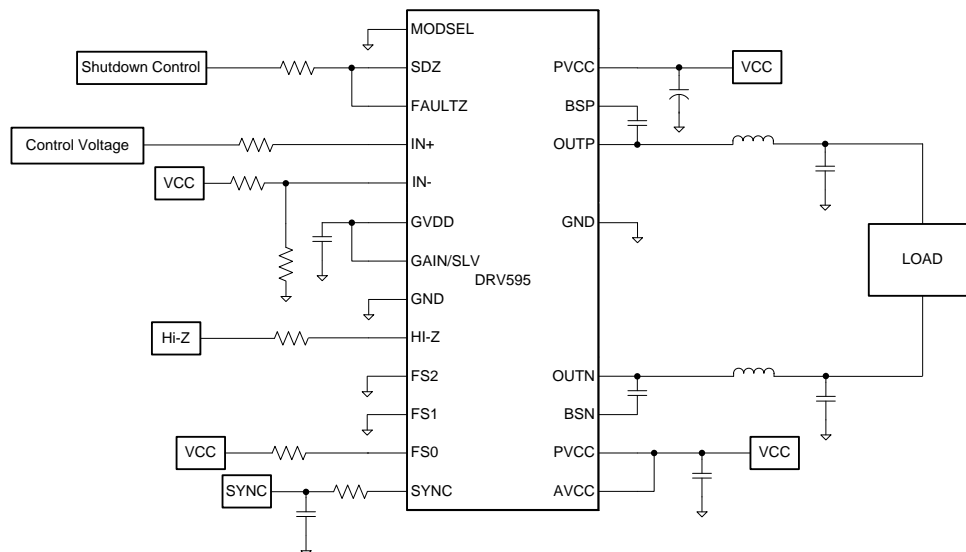 MODSEL
Shutdown Control
SDZ
FAULTZ
Control Voltage
IN+
VCC
IN-
GVDD
GAIN/SLV
DRV595
GND
Hi-Z
HI-Z
FS2
FS1
VCC
FS0
SYNC
SYNC
PVCC
VCC
BSP
OUTP
GND
LOAD
OUTN
BSN
PVCC
VCC
AVCC